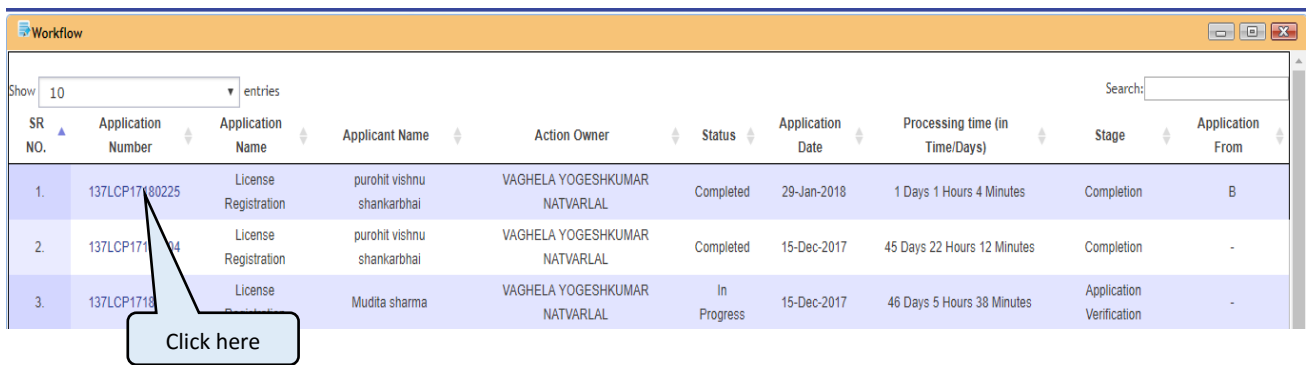 Workflow
Show 10 entries Search:
SR NO. Application Number Application Name Applicant Name Action Owner Status Application Date Processing time (in Time/Days) Stage Application From
1. 137LCP17180225 License Registration purohit vishnu shankarbhai VAGHELA YOGESHKUMAR NATVARLAL Completed 29-Jan-2018 1 Days 1 Hours 4 Minutes Completion B
2. License Registration purohit vishnu shankarbhai VAGHELA YOGESHKUMAR NATVARLAL Completed 15-Dec-2017 45 Days 22 Hours 12 Minutes Completion -
3. 137LCP1718 License Registration Mudita sharma VAGHELA YOGESHKUMAR NATVARLAL In Progress 15-Dec-2017 46 Days 5 Hours 38 Minutes Application Verification -
Click here